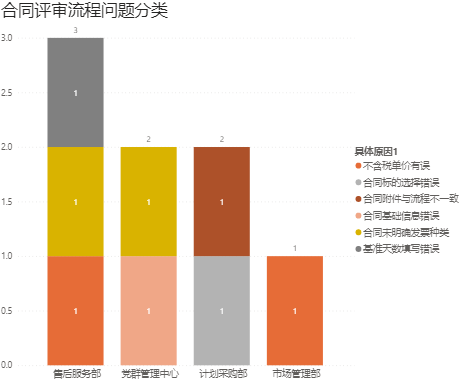 合同评审流程问题分类
3.0
2.5
2.0
1.5
1.0
0.5
0.0
3
1
1
1
2
1
1
2
1
1
1
1
售后服务部
党群管理中心
计划采购部
市场管理部
具体原因1
不含税单价有误
合同标的选择错误
合同附件与流程不一致
合同基础信息错误
合同未明确发票种类
基准天数填写错误